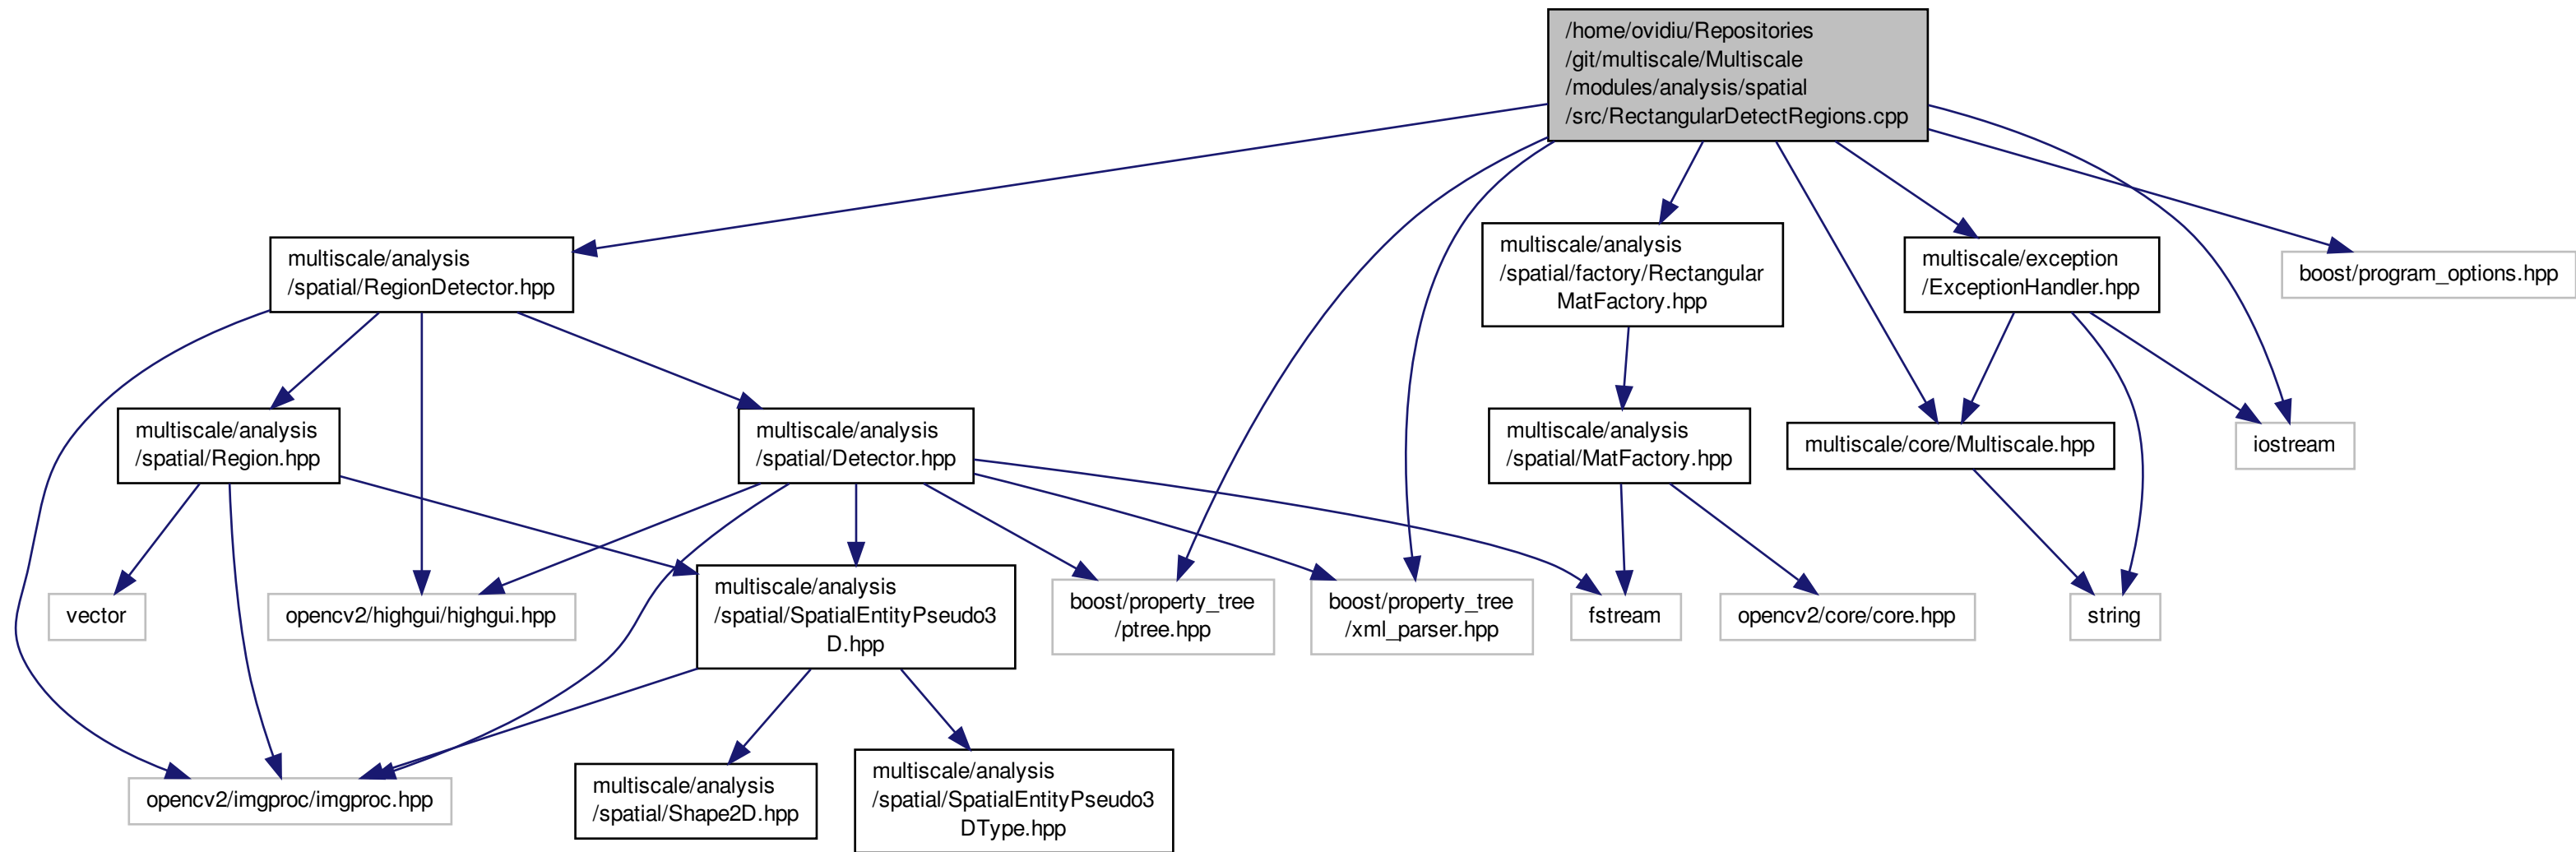 /home/ovidiu/Repositories
/git/multiscale/Multiscale
/modules/analysis/spatial
/src/RectangularDetectRegions.cpp
multiscale/analysis
/spatial/RegionDetector.hpp
multiscale/analysis
/spatial/factory/Rectangular
MatFactory.hpp
multiscale/exception
/ExceptionHandler.hpp
boost/program_options.hpp
multiscale/analysis
/spatial/Region.hpp
multiscale/analysis
/spatial/Detector.hpp
multiscale/analysis
/spatial/MatFactory.hpp
multiscale/core/Multiscale.hpp
iostream
vector
opencv2/highgui/highgui.hpp
multiscale/analysis
/spatial/SpatialEntityPseudo3
D.hpp
boost/property_tree
/ptree.hpp
boost/property_tree
/xml_parser.hpp
fstream
opencv2/core/core.hpp
string
opencv2/imgproc/imgproc.hpp
multiscale/analysis
/spatial/Shape2D.hpp
multiscale/analysis
/spatial/SpatialEntityPseudo3
DType.hpp